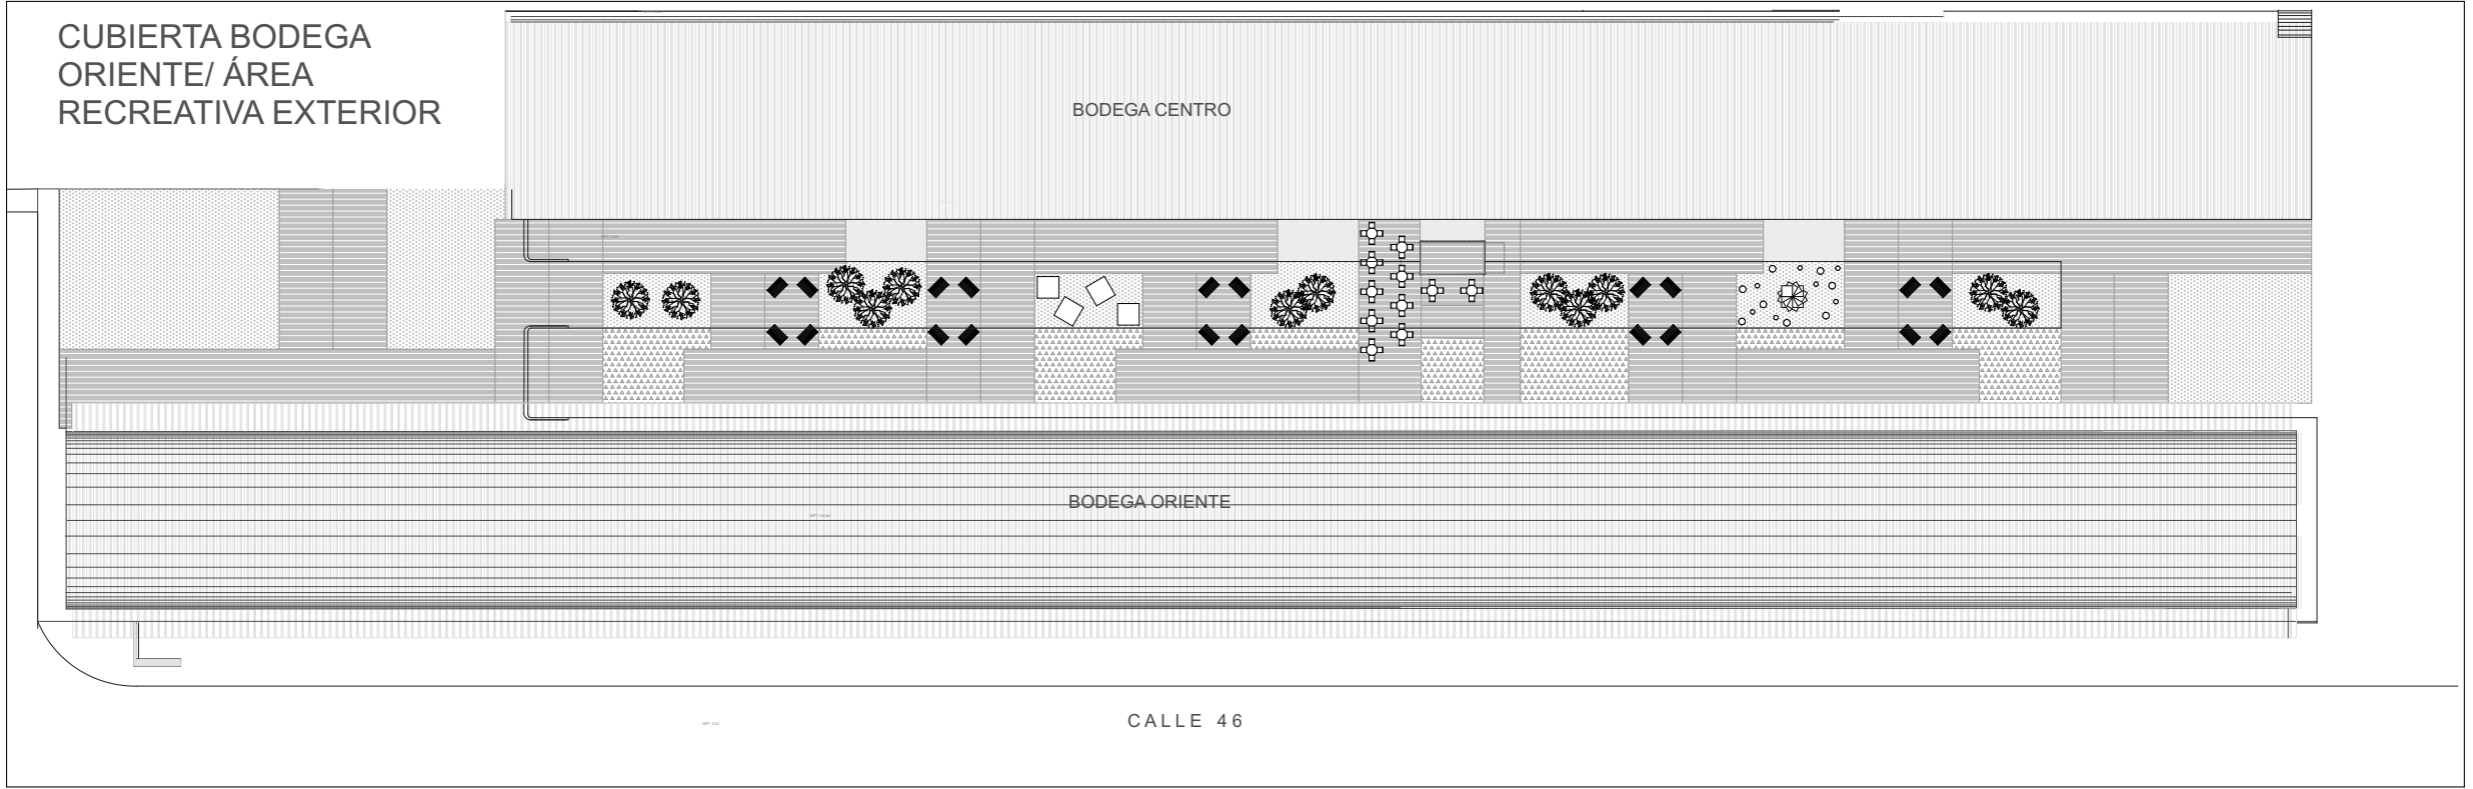 CUBIERTA BODEGA
ORIENTE/ ÁREA
RECREATIVA EXTERIOR
BODEGA CENTRO
BODEGA ORIENTE
CALLE 46